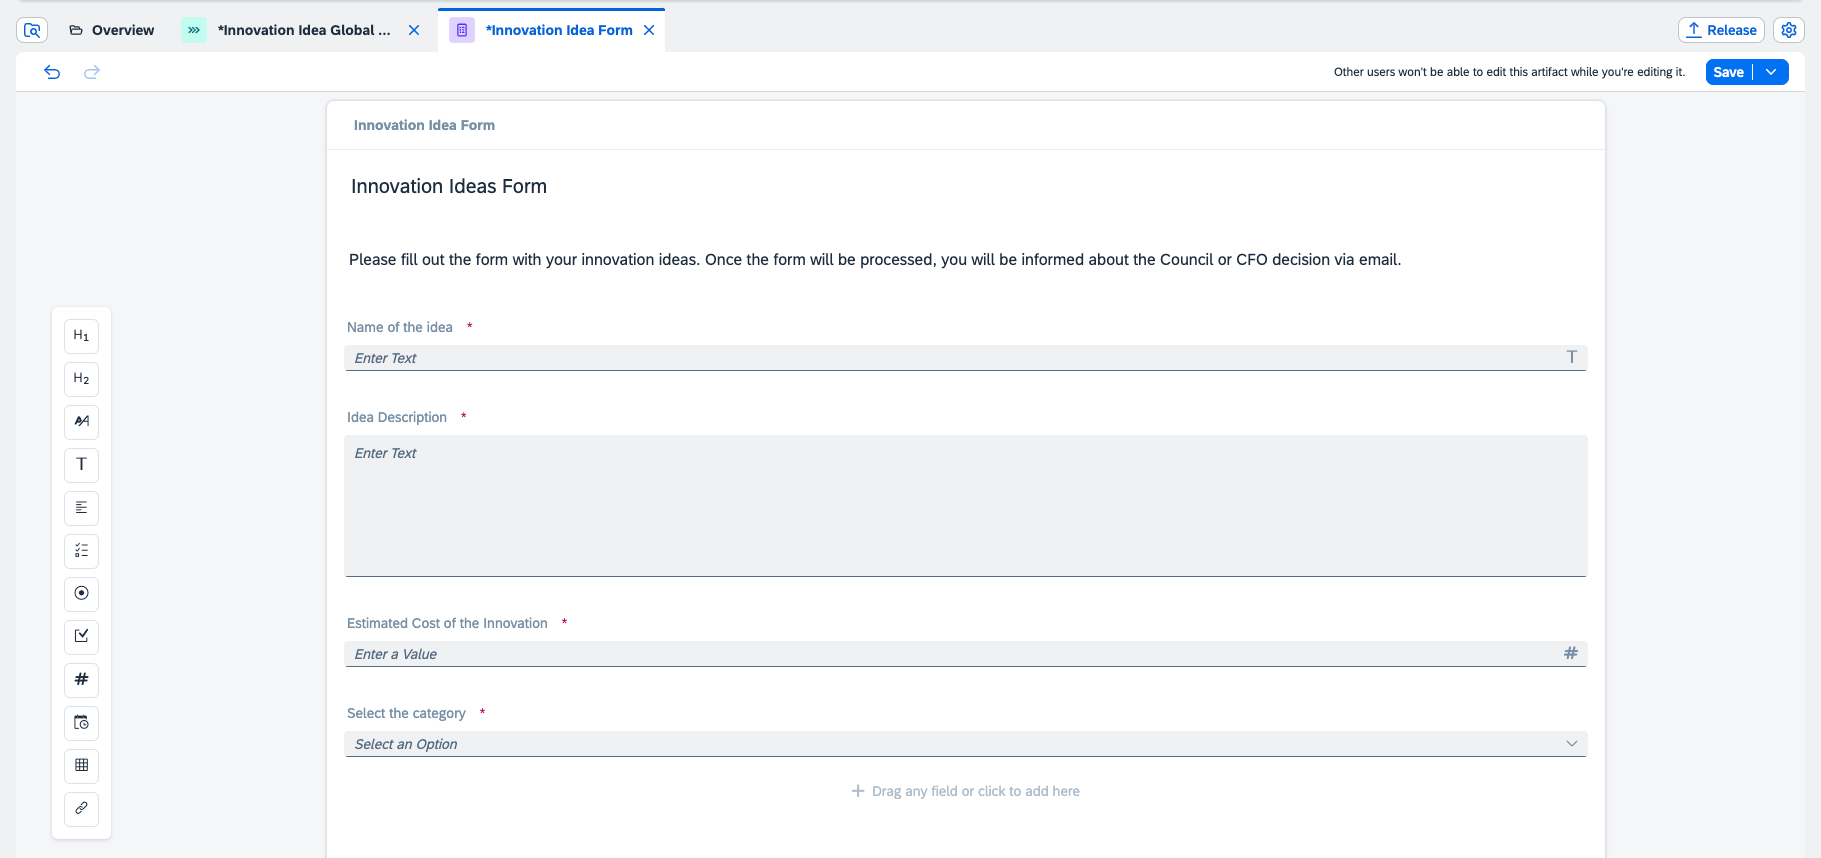 Overview
*Innovation Idea Global ...
*Innovation Idea Form
Release
Other users won't be able to edit this artifact while you're editing it.
Save
Innovation Idea Form
Innovation Ideas Form
Please fill out the form with your innovation ideas. Once the form will be processed, you will be informed about the Council or CFO decision via email.
Name of the idea *
Enter Text
T
Idea Description *
Enter Text
Estimated Cost of the Innovation *
Enter a Value
#
Select the category *
Select an Option
+ Drag any field or click to add here
H1
H2
T
#